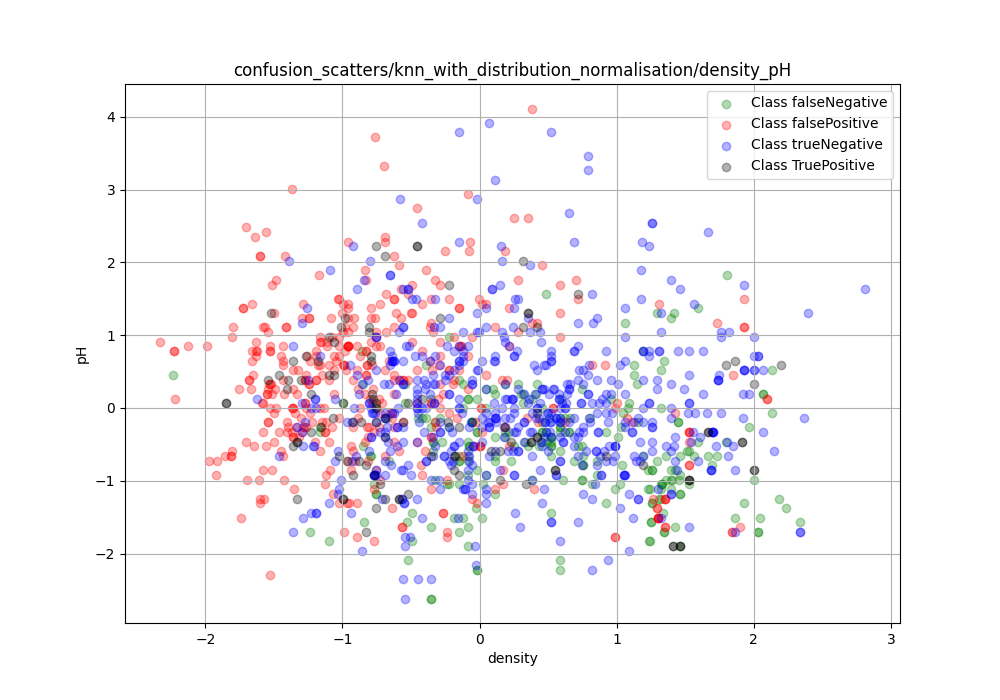 confusion_scatters/knn_with_distribution_normalisation/density_pH
Class falseNegative
Class falsePositive
Class trueNegative
Class TruePositive
4
3
2
1
0
−1
−2
pH
−2
−1
0
1
2
3
density